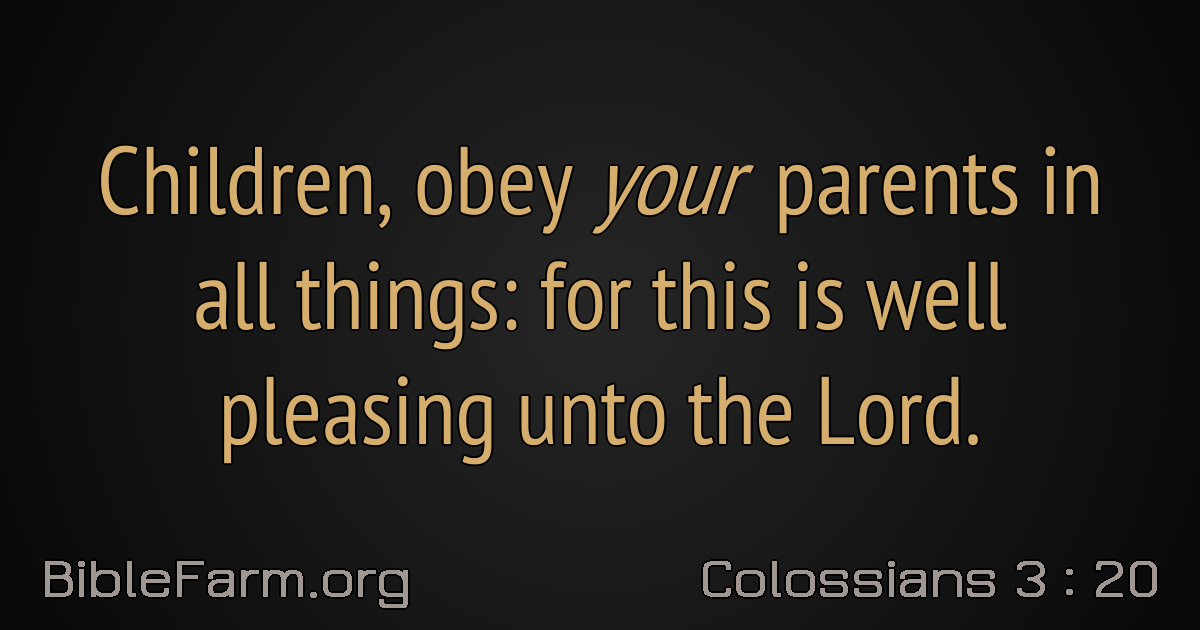 Children, obey your parents in
all things: for this is well
pleasing unto the Lord.
BibleFarm.org
Colossians 3 : 20